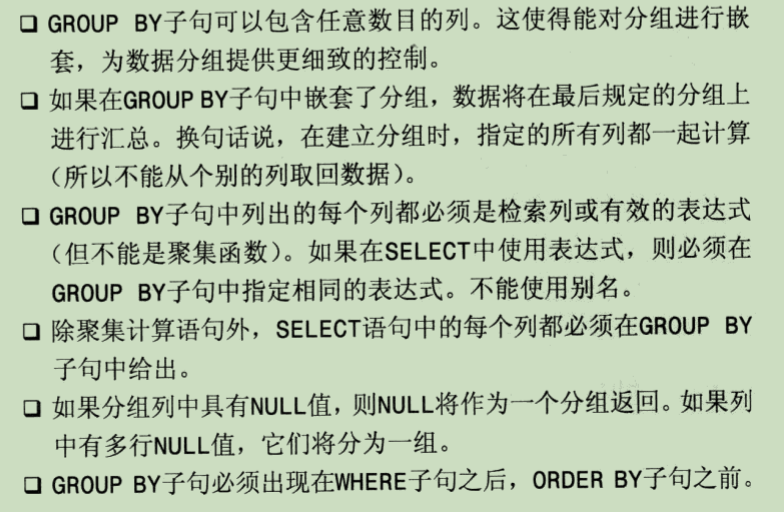 ❑ GROUP BY子句可以包含任意数目的列。这使得能对分组进行嵌
套，为数据分组提供更细致的控制。
❑ 如果在GROUP BY子句中嵌套了分组，数据将在最后规定的分组上
进行汇总。换句话说，在建立分组时，指定的所有列都一起计算
（所以不能从个别的列取回数据）。
❑ GROUP BY子句中列出的每个列都必须是检索列或有效的表达式
（但不能是聚集函数）。如果在SELECT中使用表达式，则必须在
GROUP BY子句中指定相同的表达式。不能使用别名。
❑ 除聚集计算语句外，SELECT语句中的每个列都必须在GROUP BY
子句中给出。
❑ 如果分组列中具有NULL值，则NULL将作为一个分组返回。如果列
中有多行NULL值，它们将分为一组。
❑ GROUP BY子句必须出现在WHERE子句之后，ORDER BY子句之前。